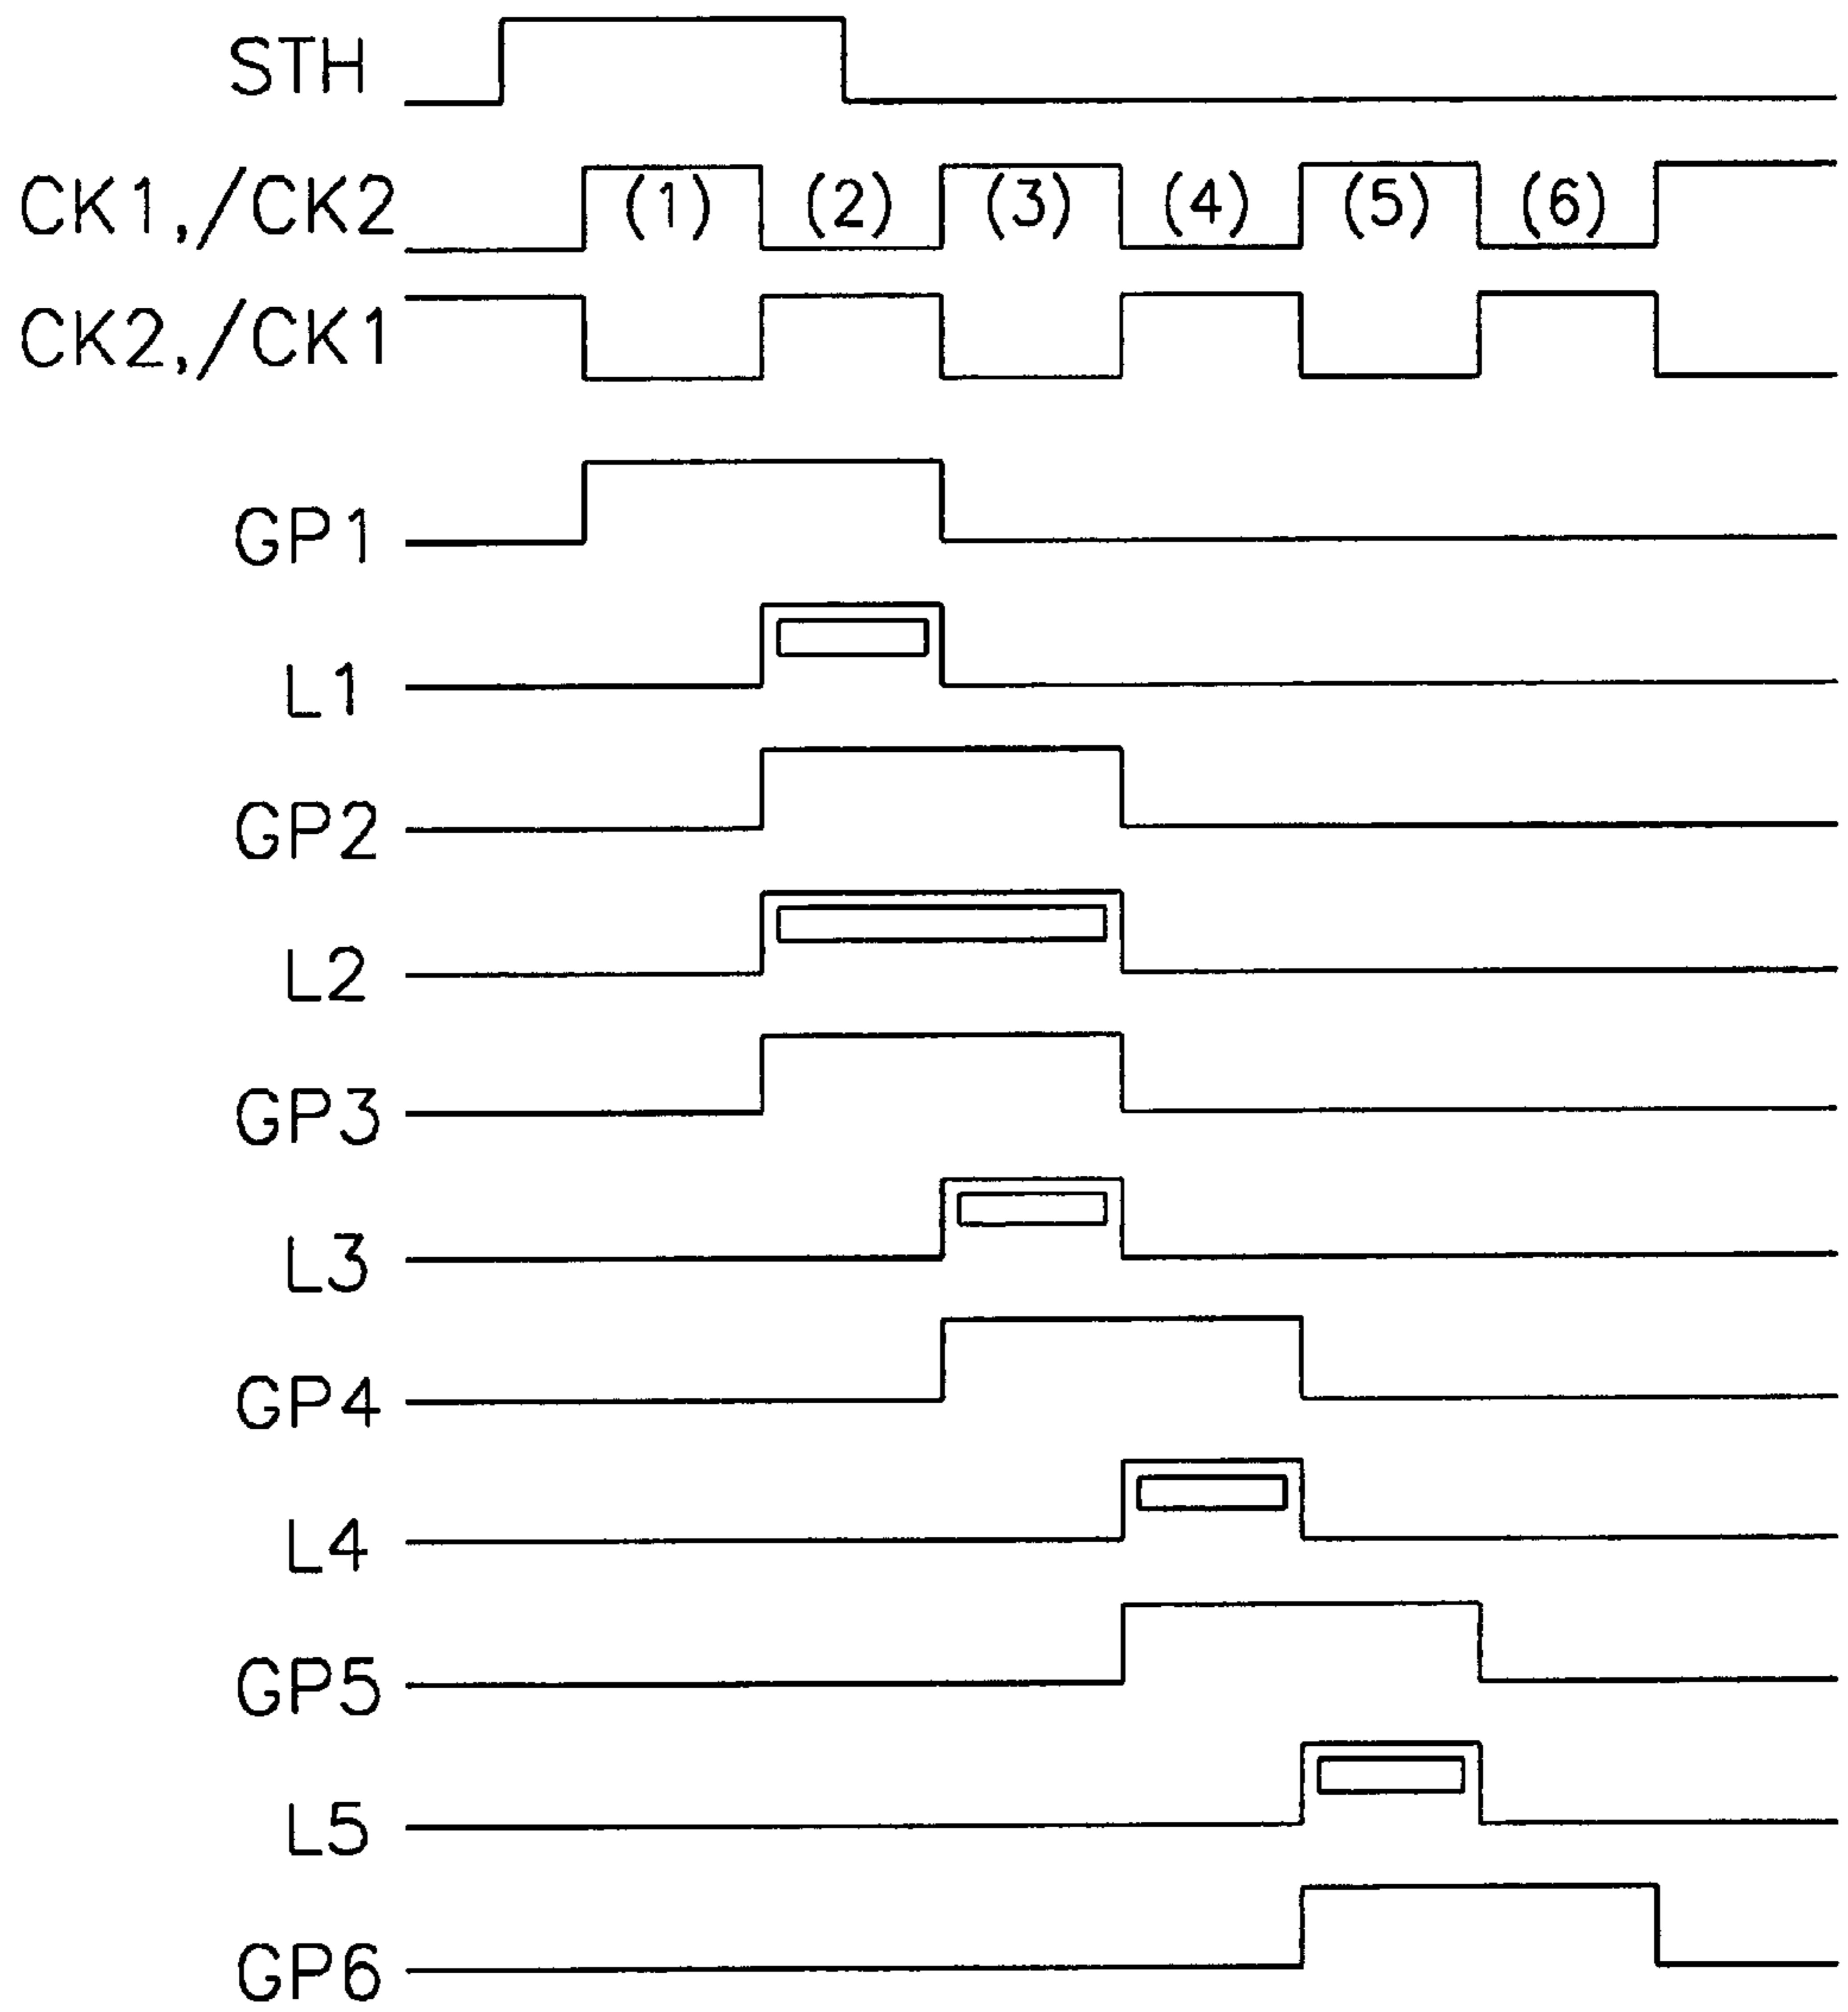 STH
CK1,/CK2 (1) (2) (3) (4) (5) (6)
CK2,/CK1
GP1
L1
GP2
L2
GP3
L3
GP4
L4
GP5
L5
GP6